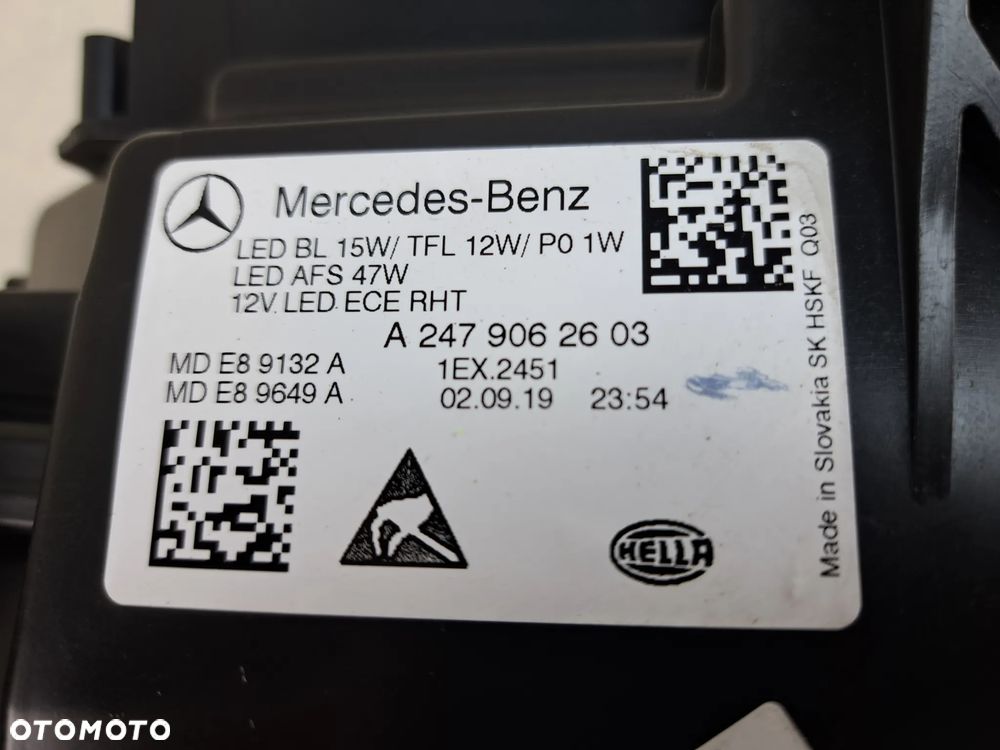 Mercedes-Benz
LED BL 15W/ TFL 12W/ P0 1W
LED AFS 47W
12V LED ECE RHT
A 247 906 26 03
MD E8 9132 A
1EX.2451
MD E8 9649 A
02.09.19 23:54
HELLA
Made in Slovakia SK HSKF Q03
OTOMOTO